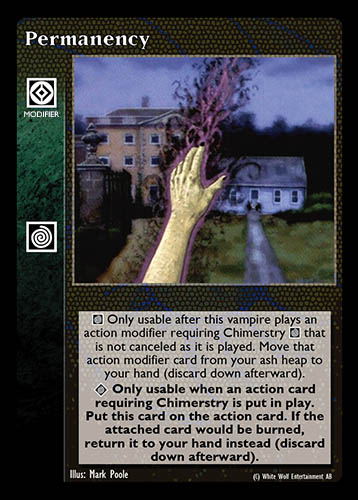 Permanency
MODIFIER
Only usable after this vampire plays an
action modifier requiring Chimerstry that
is not canceled as it is played. Move that
action modifier card from your ash heap to
your hand (discard down afterward).
Only usable when an action card
requiring Chimerstry is put in play.
Put this card on the action card. If the
attached card would be burned,
return it to your hand instead (discard
down afterward).
Illus: Mark Poole
(C) White Wolf Entertainment AB